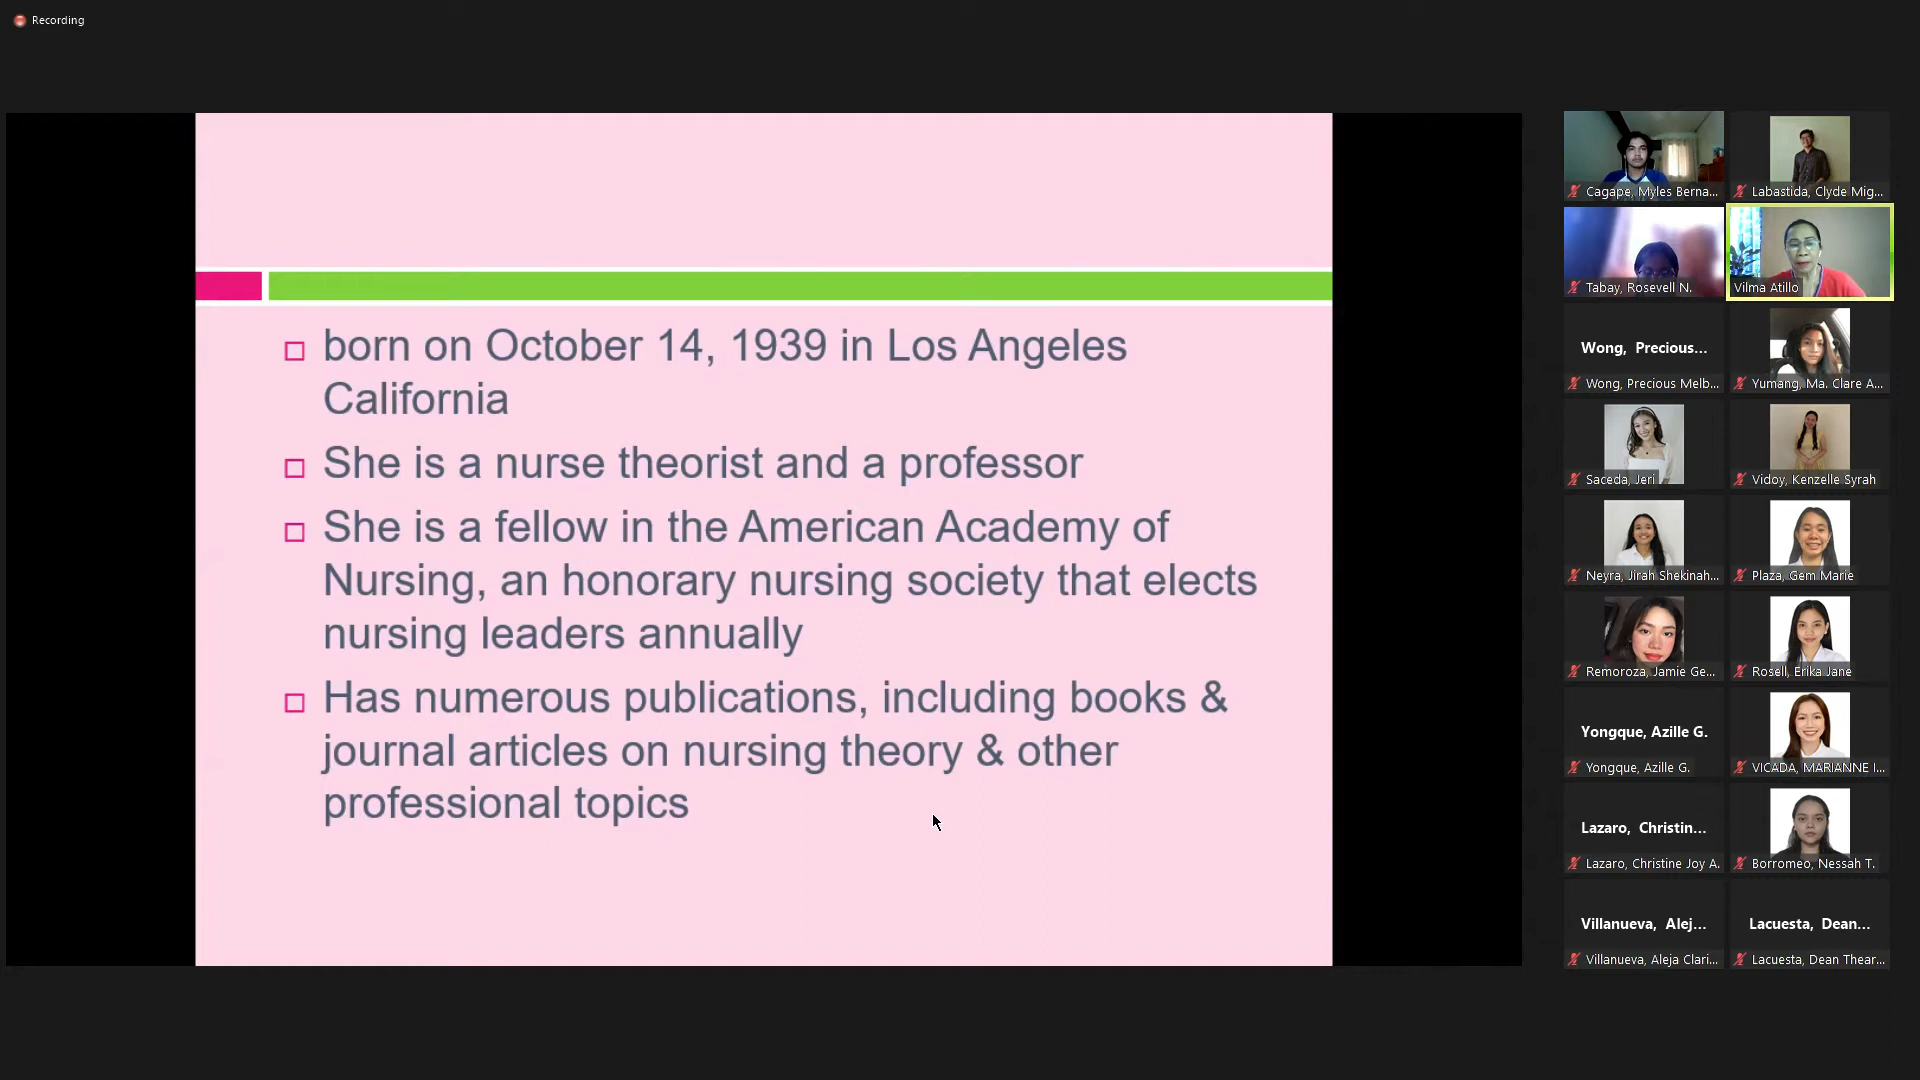 Recording
born on October 14, 1939 in Los Angeles
California
She is a nurse theorist and a professor
She is a fellow in the American Academy of
Nursing, an honorary nursing society that elects
nursing leaders annually
Has numerous publications, including books &
journal articles on nursing theory & other
professional topics
Cagape, Myles Berna...
Labastida, Clyde Mig...
Tabay, Rosevell N.
Vilma Atillo
Wong, Precious...
Wong, Precious Melb...
Yumang, Ma. Clare A...
Saceda, Jeri
Vidoy, Kenzelle Syrah
Neyra, Jirah Shekinah...
Plaza, Gem Marie
Remoroza, Jamie Ge...
Rosell, Erika Jane
Yongque, Azille G.
Yongque, Azille G.
VICADA, MARIANNE I...
Lazaro, Christin...
Lazaro, Christine Joy A.
Borromeo, Nessah T.
Villanueva, Alej...
Villanueva, Aleja Clari...
Lacuesta, Dean...
Lacuesta, Dean Thear...